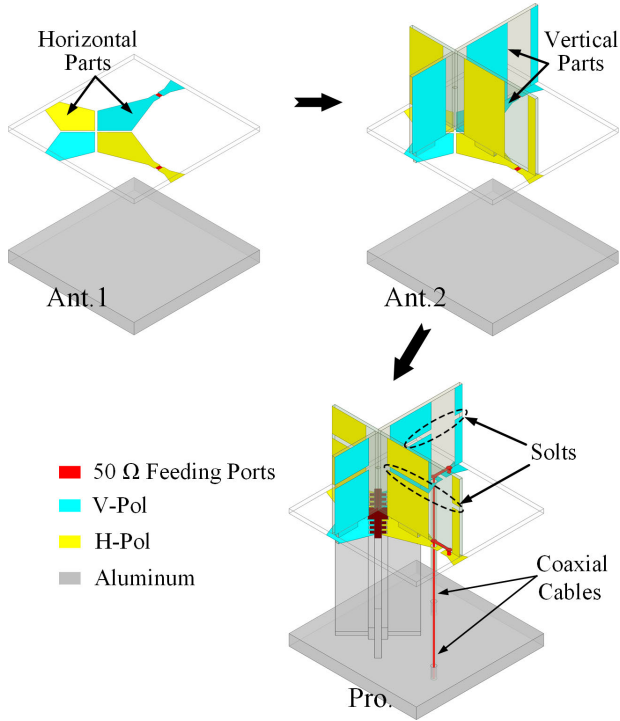 Horizontal
Parts
Vertical
Parts
Ant.1
Ant.2
Solts
50 Ω Feeding Ports
V-Pol
H-Pol
Aluminum
Coaxial
Cables
Pro.